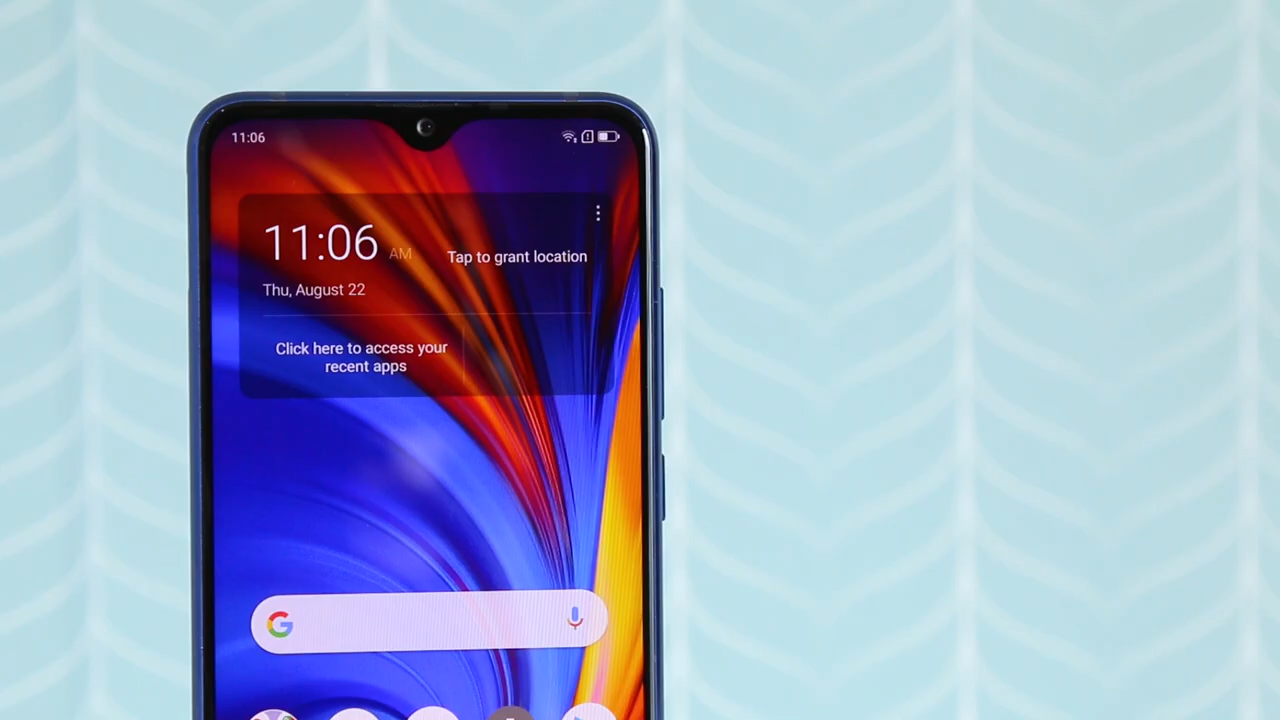 11:06
11:06 AM
Tap to grant location
Thu, August 22
Click here to access your
recent apps
G